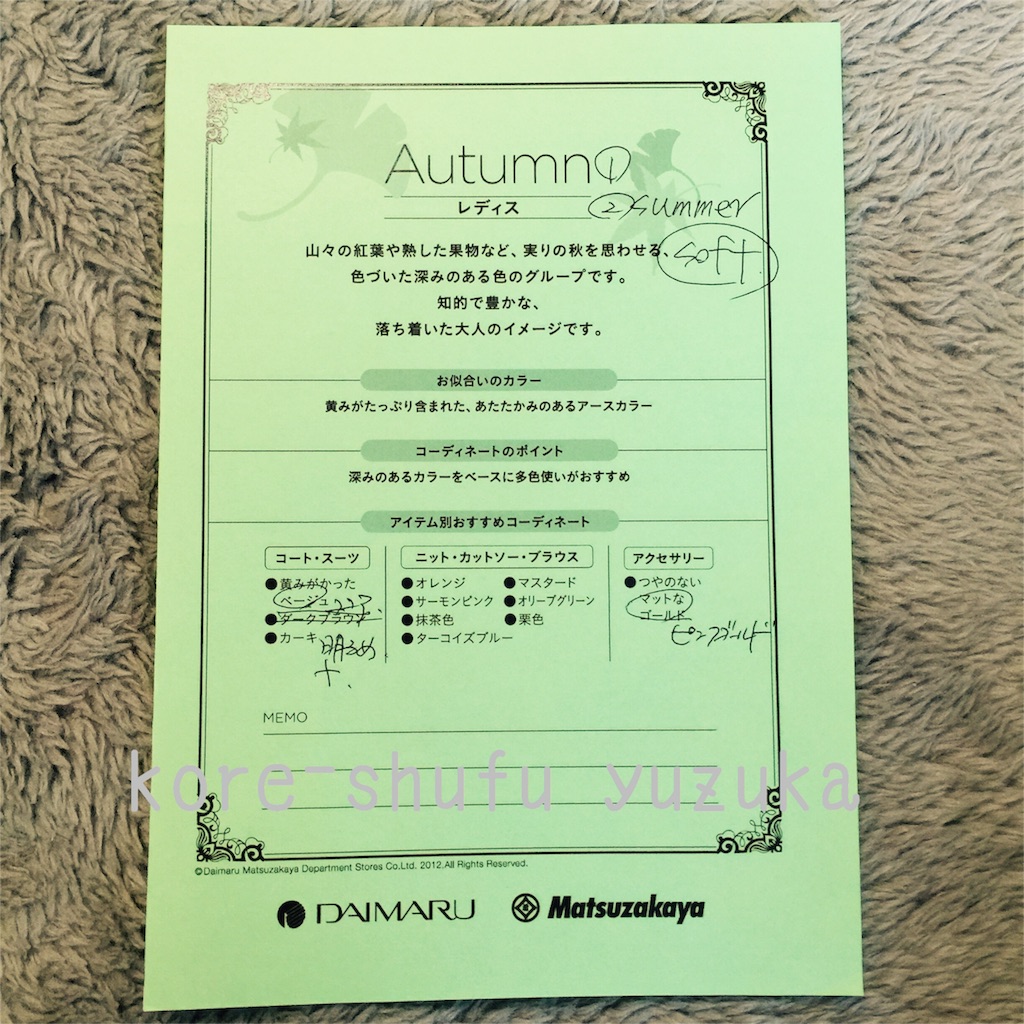 Autumn①
レディス
②summer
soft.
山々の紅葉や熟した果物など、実りの秋を思わせる、
色づいた深みのある色のグループです。
知的で豊かな、
落ち着いた大人のイメージです。
お似合いのカラー
黄みがたっぷり含まれた、あたたかみのあるアースカラー
コーディネートのポイント
深みのあるカラーをベースに多色使いがおすすめ
アイテム別おすすめコーディネート
コート・スーツ
●黄みがかった
ベージュ
●ダークブラウン
●カーキ
明るめ
ニット・カットソー・ブラウス
●オレンジ
●サーモンピンク
●抹茶色
●ターコイズブルー
●マスタード
●オリーブグリーン
●栗色
アクセサリー
●つやのない
マットな
ゴールド
ピンクゴールド
MEMO
kore-shufu yuzuka
©Daimaru Matsuzakaya Department Stores Co.Ltd. 2012.All Rights Reserved.
DAIMARU
Matsuzakaya